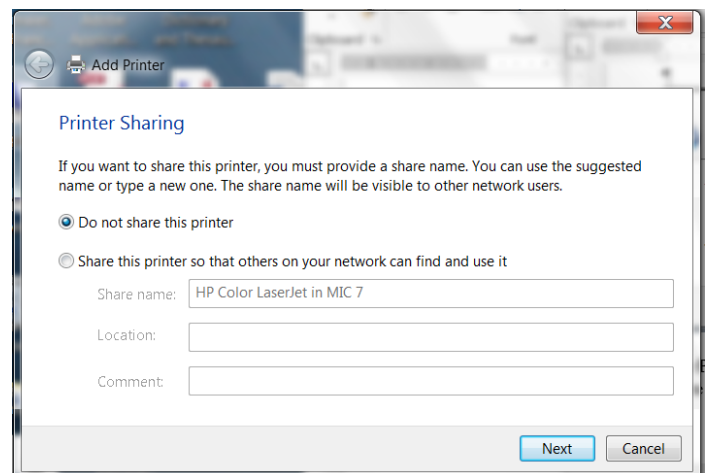 Add Printer
Printer Sharing
If you want to share this printer, you must provide a share name. You can use the suggested
name or type a new one. The share name will be visible to other network users.
Do not share this printer
Share this printer so that others on your network can find and use it
Share name: HP Color LaserJet in MIC 7
Location:
Comment:
Next Cancel